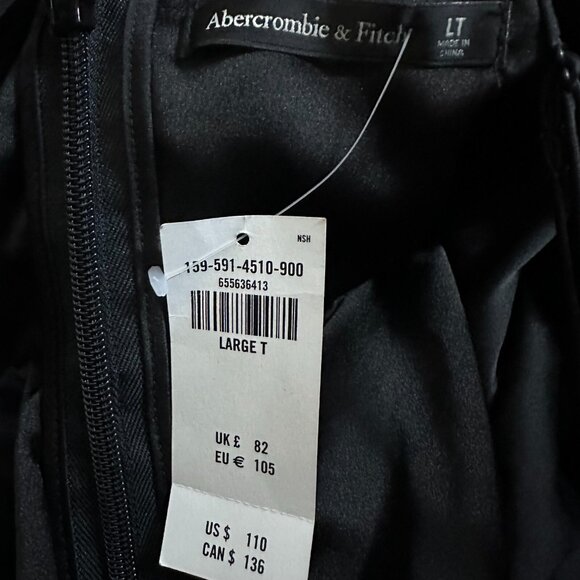 Abercrombie & Fitch
LT
MADE IN
CHINA
NSH
159-591-4510-900
655636413
LARGE T
UK £ 82
EU € 105
US $ 110
CAN $ 136